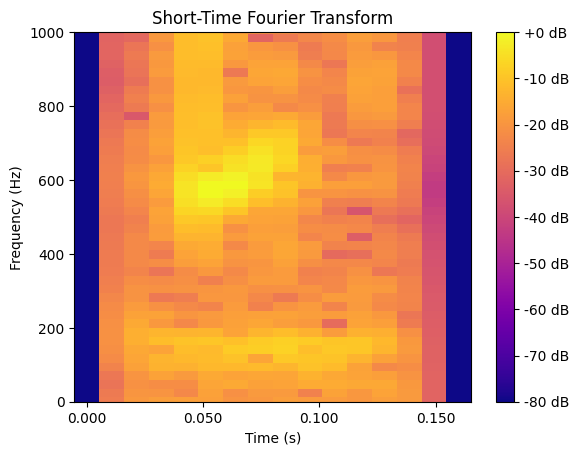 Short-Time Fourier Transform
Frequency (Hz)
1000
800
600
400
200
0
0.000
0.050
0.100
0.150
Time (s)
+0 dB
-10 dB
-20 dB
-30 dB
-40 dB
-50 dB
-60 dB
-70 dB
-80 dB